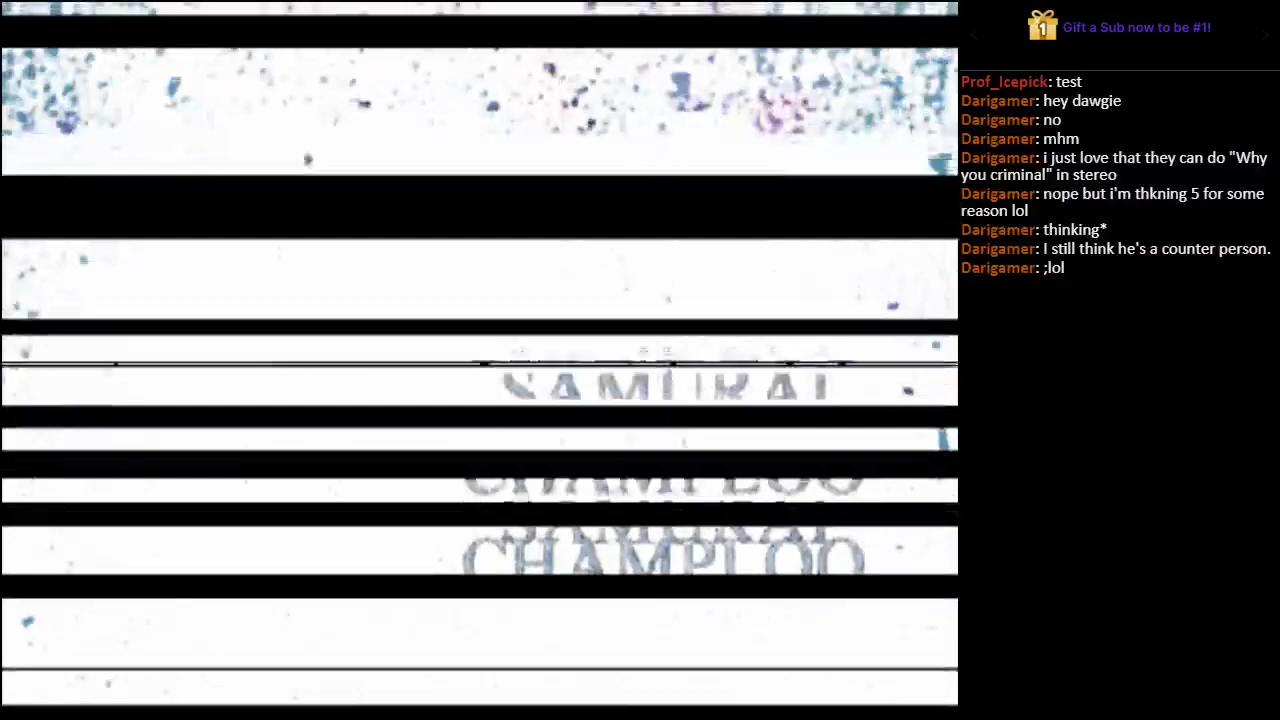 SAMURAI
CHAMPLOO
SAMURAI
CHAMPLOO
Gift a Sub now to be #1!
Prof_Icepick: test
Darigamer: hey dawgie
Darigamer: no
Darigamer: mhm
Darigamer: i just love that they can do "Why
you criminal" in stereo
Darigamer: nope but i'm thkning 5 for some
reason lol
Darigamer: thinking*
Darigamer: I still think he's a counter person.
Darigamer: ;lol